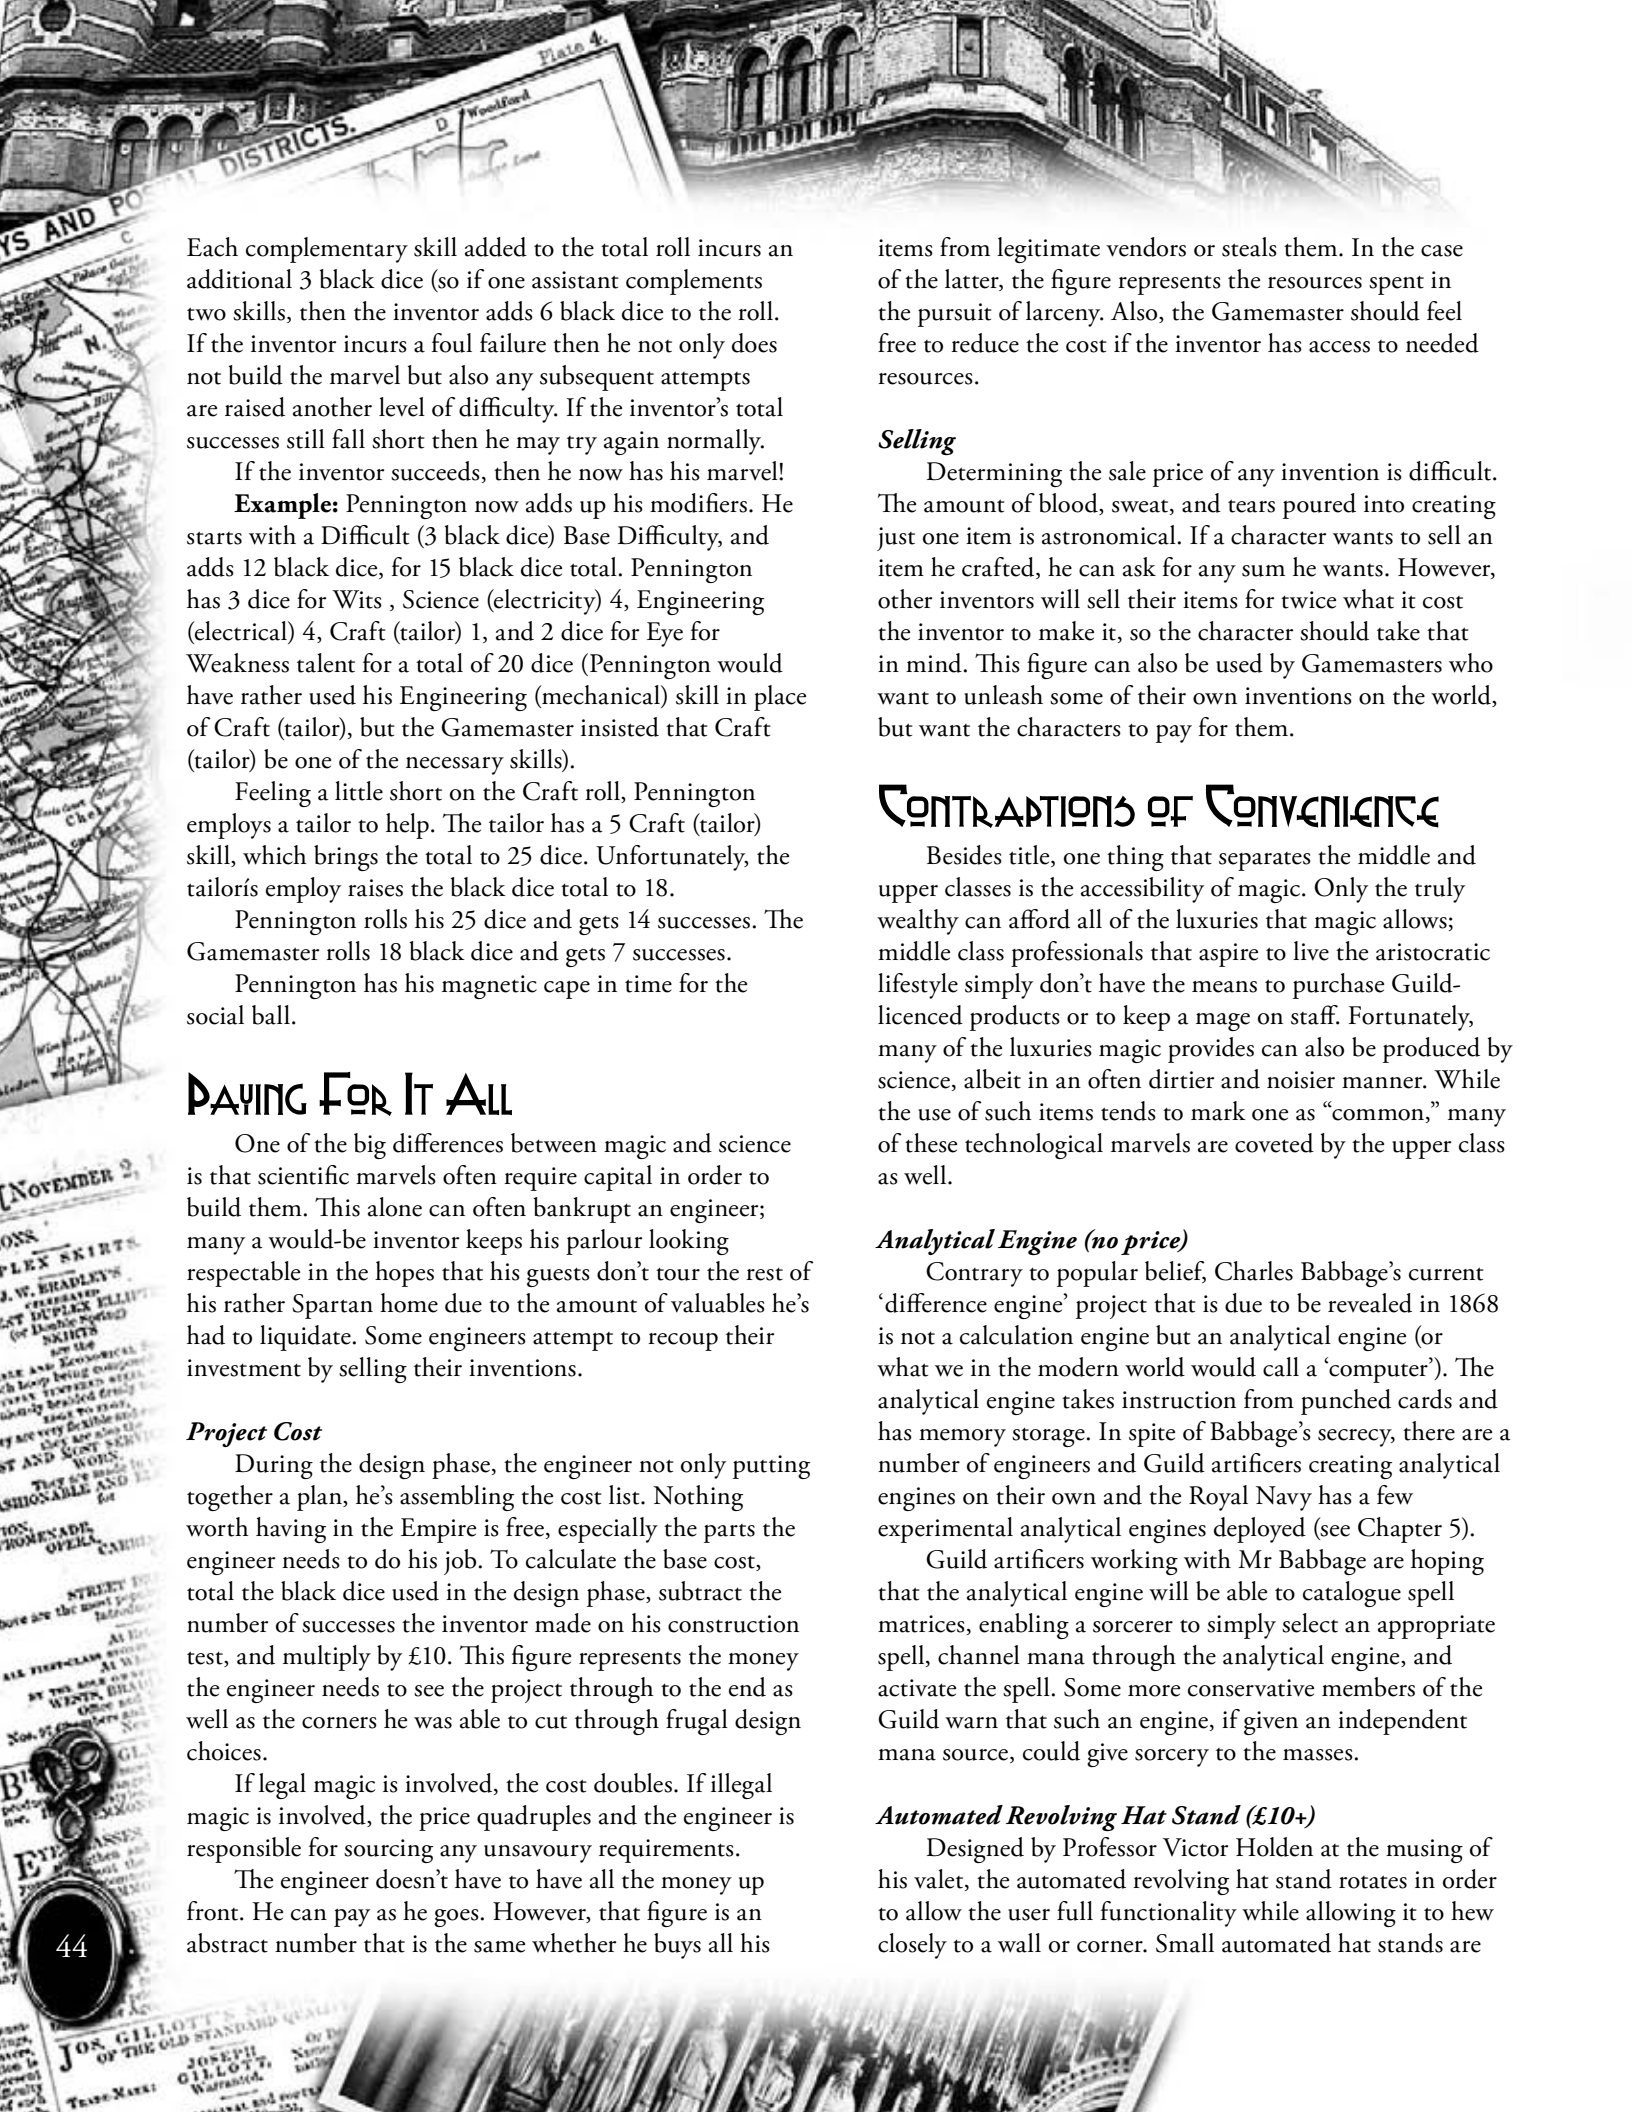 Plate 4.
DISTRICTS.
D
Woodford
YS AND PO
C
Each complementary skill added to the total roll incurs an
additional 3 black dice (so if one assistant complements
two skills, then the inventor adds 6 black dice to the roll.
If the inventor incurs a foul failure then he not only does
not build the marvel but also any subsequent attempts
are raised another level of difficulty. If the inventor's total
successes still fall short then he may try again normally.
If the inventor succeeds, then he now has his marvel!
Example: Pennington now adds up his modifiers. He
starts with a Difficult (3 black dice) Base Difficulty, and
adds 12 black dice, for 15 black dice total. Pennington
has 3 dice for Wits , Science (electricity) 4, Engineering
(electrical) 4, Craft (tailor) 1, and 2 dice for Eye for
Weakness talent for a total of 20 dice (Pennington would
have rather used his Engineering (mechanical) skill in place
of Craft (tailor), but the Gamemaster insisted that Craft
(tailor) be one of the necessary skills).
Feeling a little short on the Craft roll, Pennington
employs a tailor to help. The tailor has a 5 Craft (tailor)
skill, which brings the total to 25 dice. Unfortunately, the
tailorís employ raises the black dice total to 18.
Pennington rolls his 25 dice and gets 14 successes. The
Gamemaster rolls 18 black dice and gets 7 successes.
Pennington has his magnetic cape in time for the
social ball.
Paying For It All
One of the big differences between magic and science
is that scientific marvels often require capital in order to
build them. This alone can often bankrupt an engineer;
many a would-be inventor keeps his parlour looking
respectable in the hopes that his guests don't tour the rest of
his rather Spartan home due to the amount of valuables he's
had to liquidate. Some engineers attempt to recoup their
investment by selling their inventions.
Project Cost
During the design phase, the engineer not only putting
together a plan, he's assembling the cost list. Nothing
worth having in the Empire is free, especially the parts the
engineer needs to do his job. To calculate the base cost,
total the black dice used in the design phase, subtract the
number of successes the inventor made on his construction
test, and multiply by £10. This figure represents the money
the engineer needs to see the project through to the end as
well as the corners he was able to cut through frugal design
choices.
If legal magic is involved, the cost doubles. If illegal
magic is involved, the price quadruples and the engineer is
responsible for sourcing any unsavoury requirements.
The engineer doesn't have to have all the money up
front. He can pay as he goes. However, that figure is an
abstract number that is the same whether he buys all his
items from legitimate vendors or steals them. In the case
of the latter, the figure represents the resources spent in
the pursuit of larceny. Also, the Gamemaster should feel
free to reduce the cost if the inventor has access to needed
resources.
Selling
Determining the sale price of any invention is difficult.
The amount of blood, sweat, and tears poured into creating
just one item is astronomical. If a character wants to sell an
item he crafted, he can ask for any sum he wants. However,
other inventors will sell their items for twice what it cost
the inventor to make it, so the character should take that
in mind. This figure can also be used by Gamemasters who
want to unleash some of their own inventions on the world,
but want the characters to pay for them.
Contraptions of Convenience
Besides title, one thing that separates the middle and
upper classes is the accessibility of magic. Only the truly
wealthy can afford all of the luxuries that magic allows;
middle class professionals that aspire to live the aristocratic
lifestyle simply don't have the means to purchase Guild-
licenced products or to keep a mage on staff. Fortunately,
many of the luxuries magic provides can also be produced by
science, albeit in an often dirtier and noisier manner. While
the use of such items tends to mark one as "common," many
of these technological marvels are coveted by the upper class
as well.
Analytical Engine (no price)
Contrary to popular belief, Charles Babbage's current
'difference engine' project that is due to be revealed in 1868
is not a calculation engine but an analytical engine (or
what we in the modern world would call a 'computer'). The
analytical engine takes instruction from punched cards and
has memory storage. In spite of Babbage's secrecy, there are a
number of engineers and Guild artificers creating analytical
engines on their own and the Royal Navy has a few
experimental analytical engines deployed (see Chapter 5).
Guild artificers working with Mr Babbage are hoping
that the analytical engine will be able to catalogue spell
matrices, enabling a sorcerer to simply select an appropriate
spell, channel mana through the analytical engine, and
activate the spell. Some more conservative members of the
Guild warn that such an engine, if given an independent
mana source, could give sorcery to the masses.
Automated Revolving Hat Stand (£10+)
Designed by Professor Victor Holden at the musing of
his valet, the automated revolving hat stand rotates in order
to allow the user full functionality while allowing it to hew
closely to a wall or corner. Small automated hat stands are
[NOVEMBER 2,
PLEX SKIRTS
J. W. BRADLEY'S
SKIRTS
44
JOS. GILLOTT'S
OF THE OLD STANDARD
JOSEPH
GILLOTT,
Warranted.
TRADE-MARK: